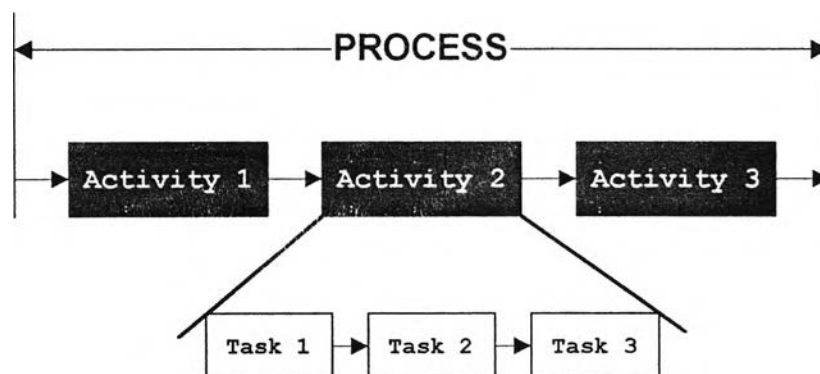 PROCESS
Activity 1
Activity 2
Activity 3
Task 1
Task 2
Task 3